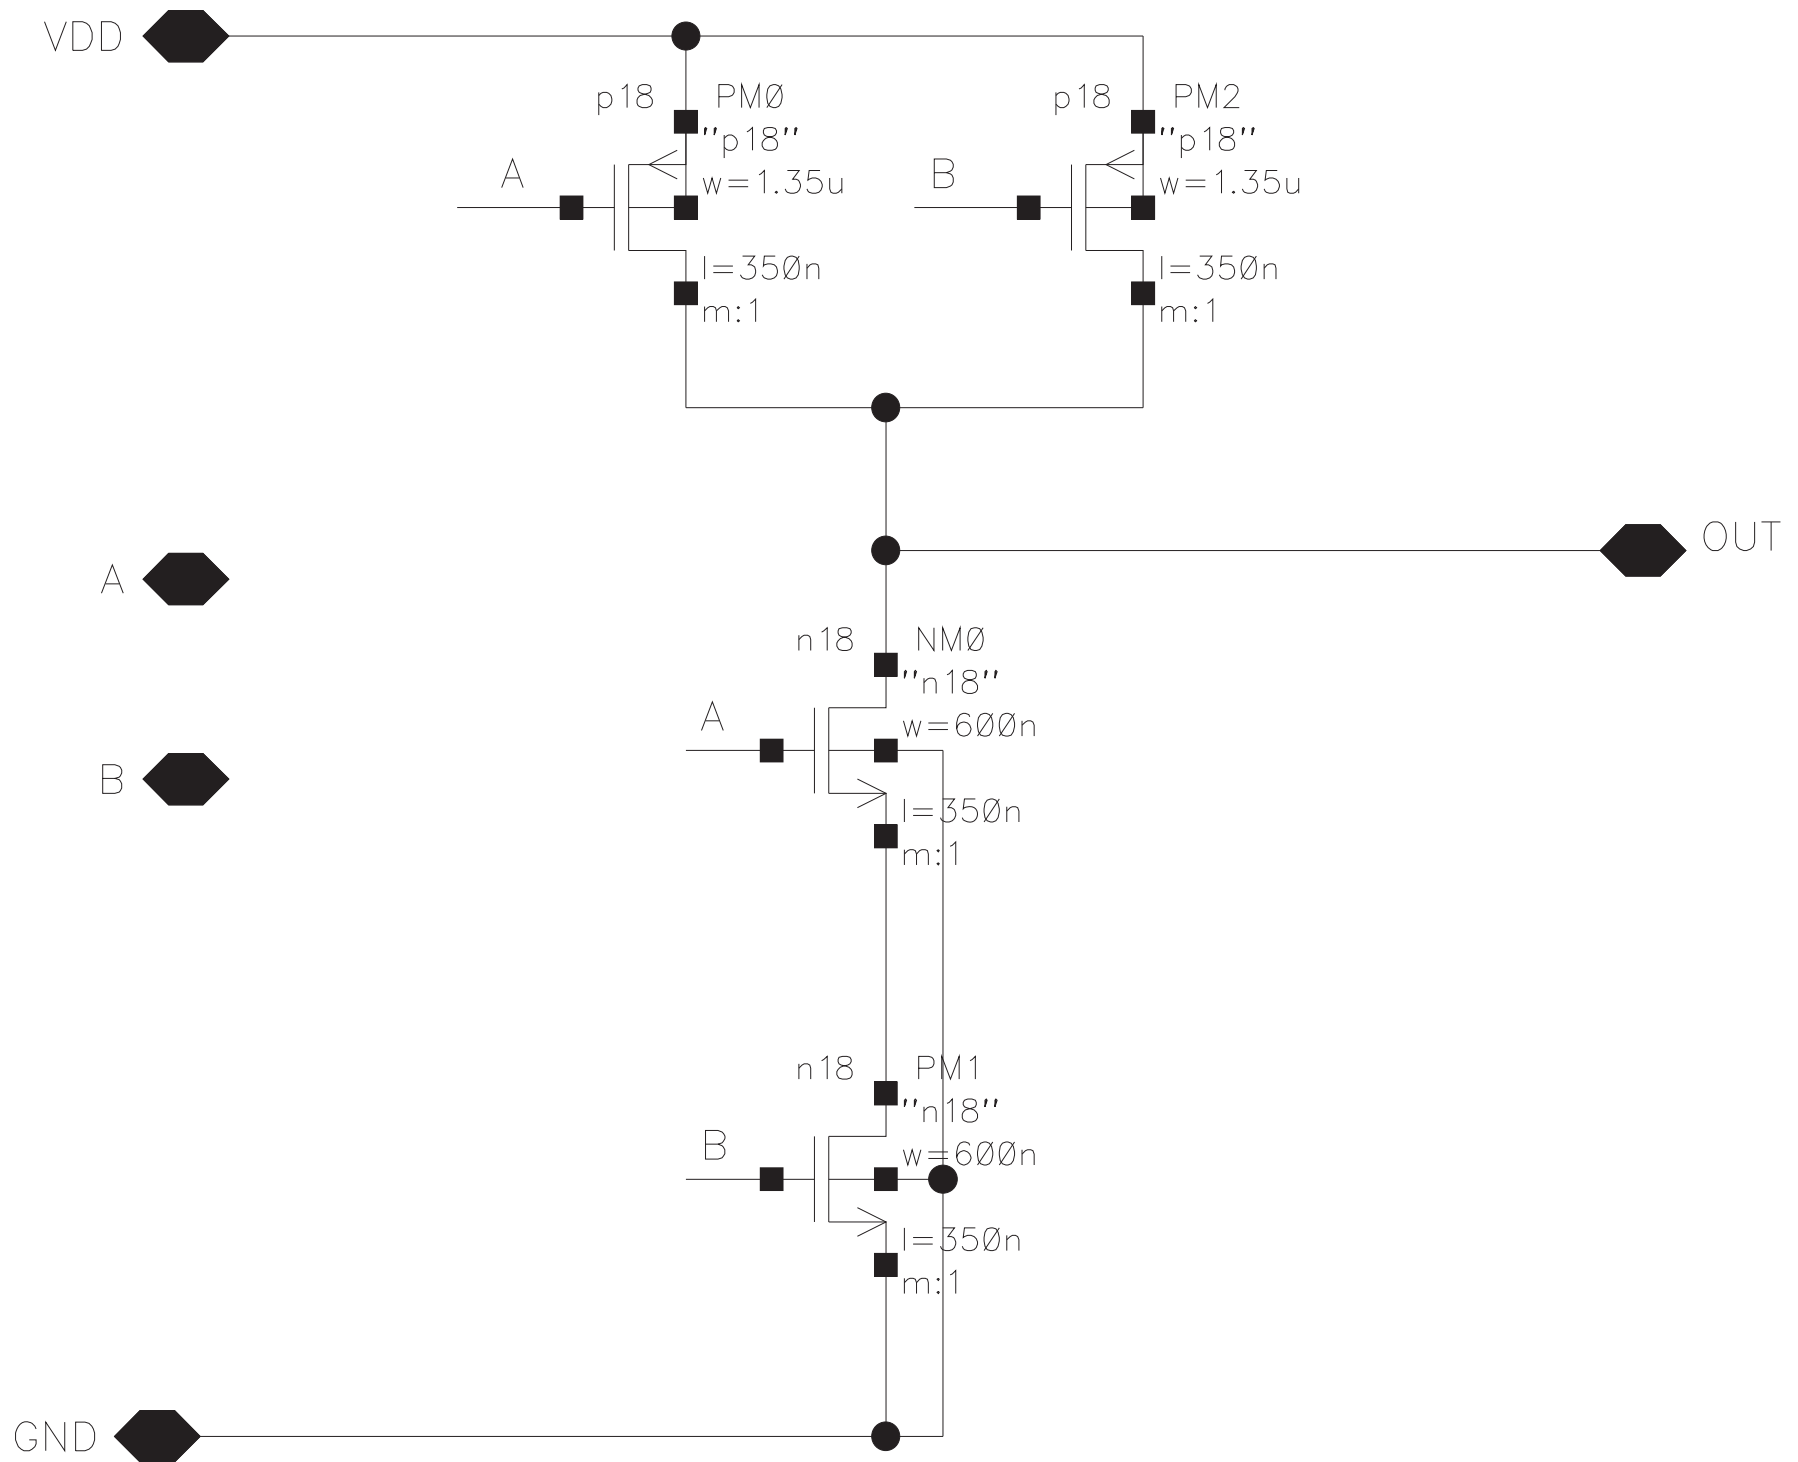 VDD
p18 PMØ
"p18"
A
w=1.35u
l=35Øn
m:1
p18 PM2
"p18"
B
w=1.35u
l=35Øn
m:1
OUT
A
n18 NMØ
"n18"
A
w=6ØØn
l=35Øn
m:1
B
n18 PM1
"n18"
B
w=6ØØn
l=35Øn
m:1
GND